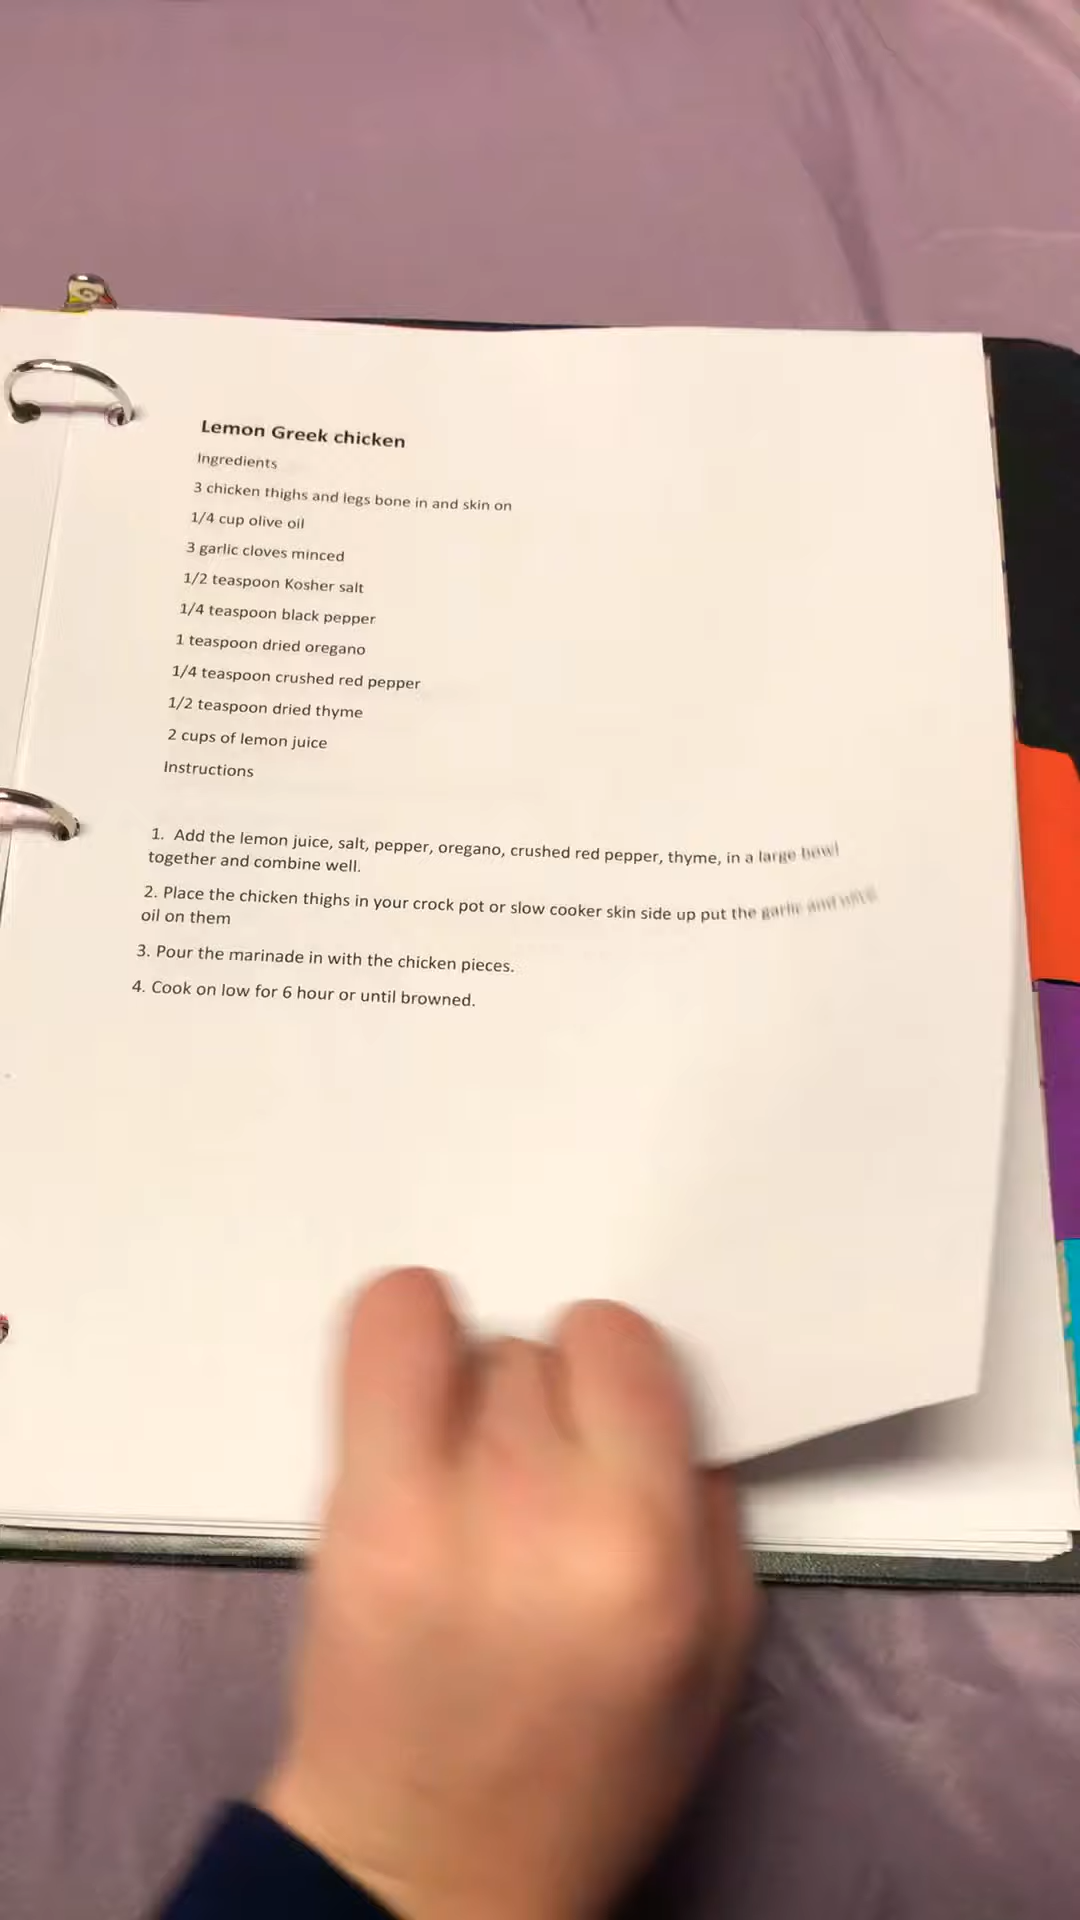 Lemon Greek chicken
Ingredients
3 chicken thighs and legs bone in and skin on
1/4 cup olive oil
3 garlic cloves minced
1/2 teaspoon Kosher salt
1/4 teaspoon black pepper
1 teaspoon dried oregano
1/4 teaspoon crushed red pepper
1/2 teaspoon dried thyme
2 cups of lemon juice
Instructions
1. Add the lemon juice, salt, pepper, oregano, crushed red pepper, thyme, in a large bowl
together and combine well.
2. Place the chicken thighs in your crock pot or slow cooker skin side up put the garlic and
oil on them
3. Pour the marinade in with the chicken pieces.
4. Cook on low for 6 hour or until browned.